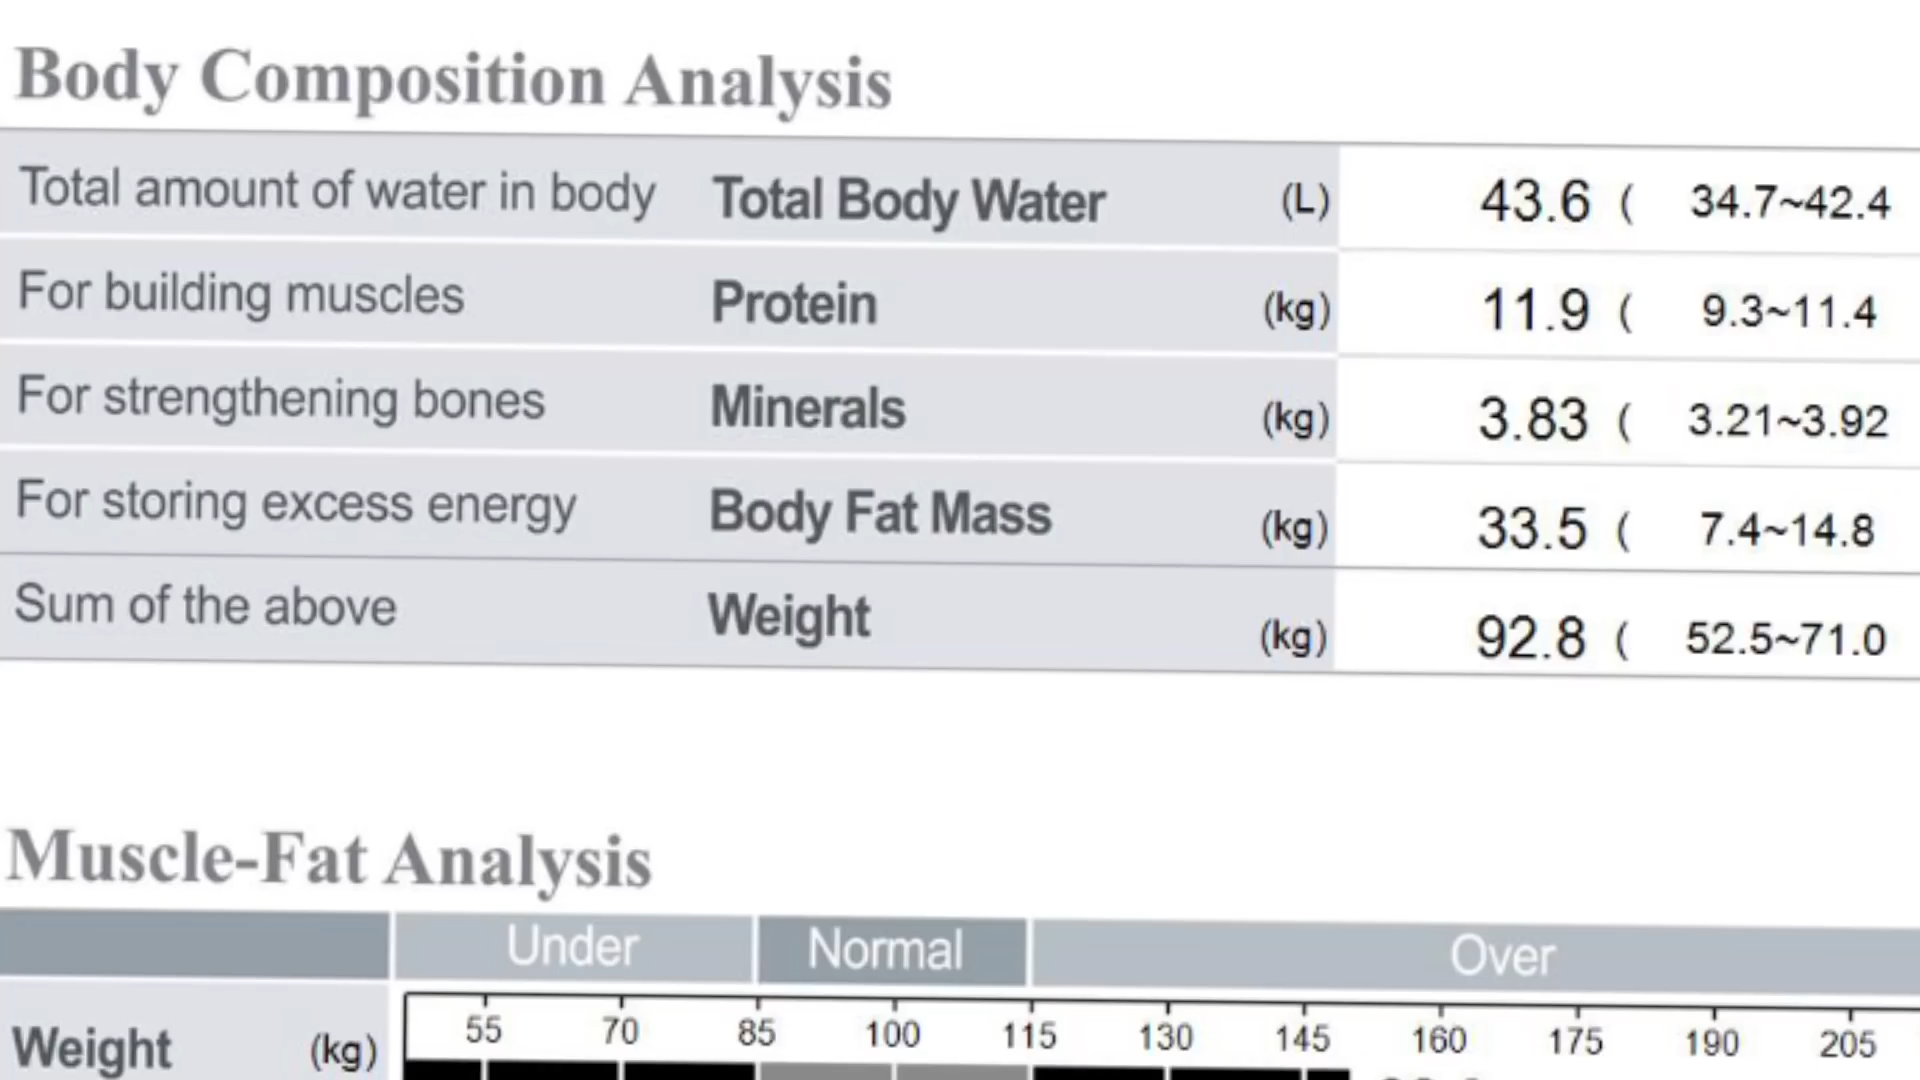 Body Composition Analysis
Total amount of water in body Total Body Water (L) 43.6 ( 34.7~42.4
For building muscles Protein (kg) 11.9 ( 9.3~11.4
For strengthening bones Minerals (kg) 3.83 ( 3.21~3.92
For storing excess energy Body Fat Mass (kg) 33.5 ( 7.4~14.8
Sum of the above Weight (kg) 92.8 ( 52.5~71.0
Muscle-Fat Analysis
Under Normal Over
Weight (kg) 55 70 85 100 115 130 145 160 175 190 205